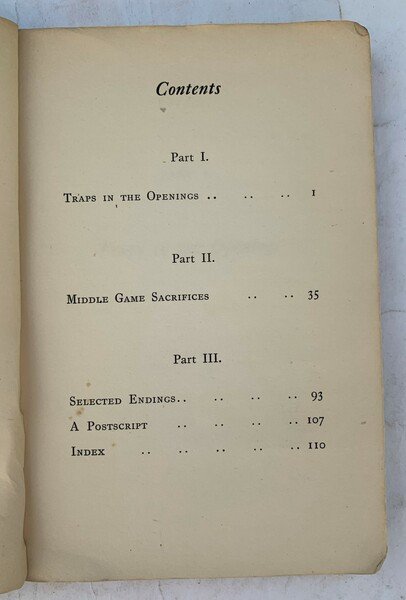 Contents
Part I.
Traps in the Openings .. .. .. 1
Part II.
Middle Game Sacrifices .. .. 35
Part III.
Selected Endings.. .. .. .. 93
A Postscript .. .. .. .. 107
Index .. .. .. .. .. 110